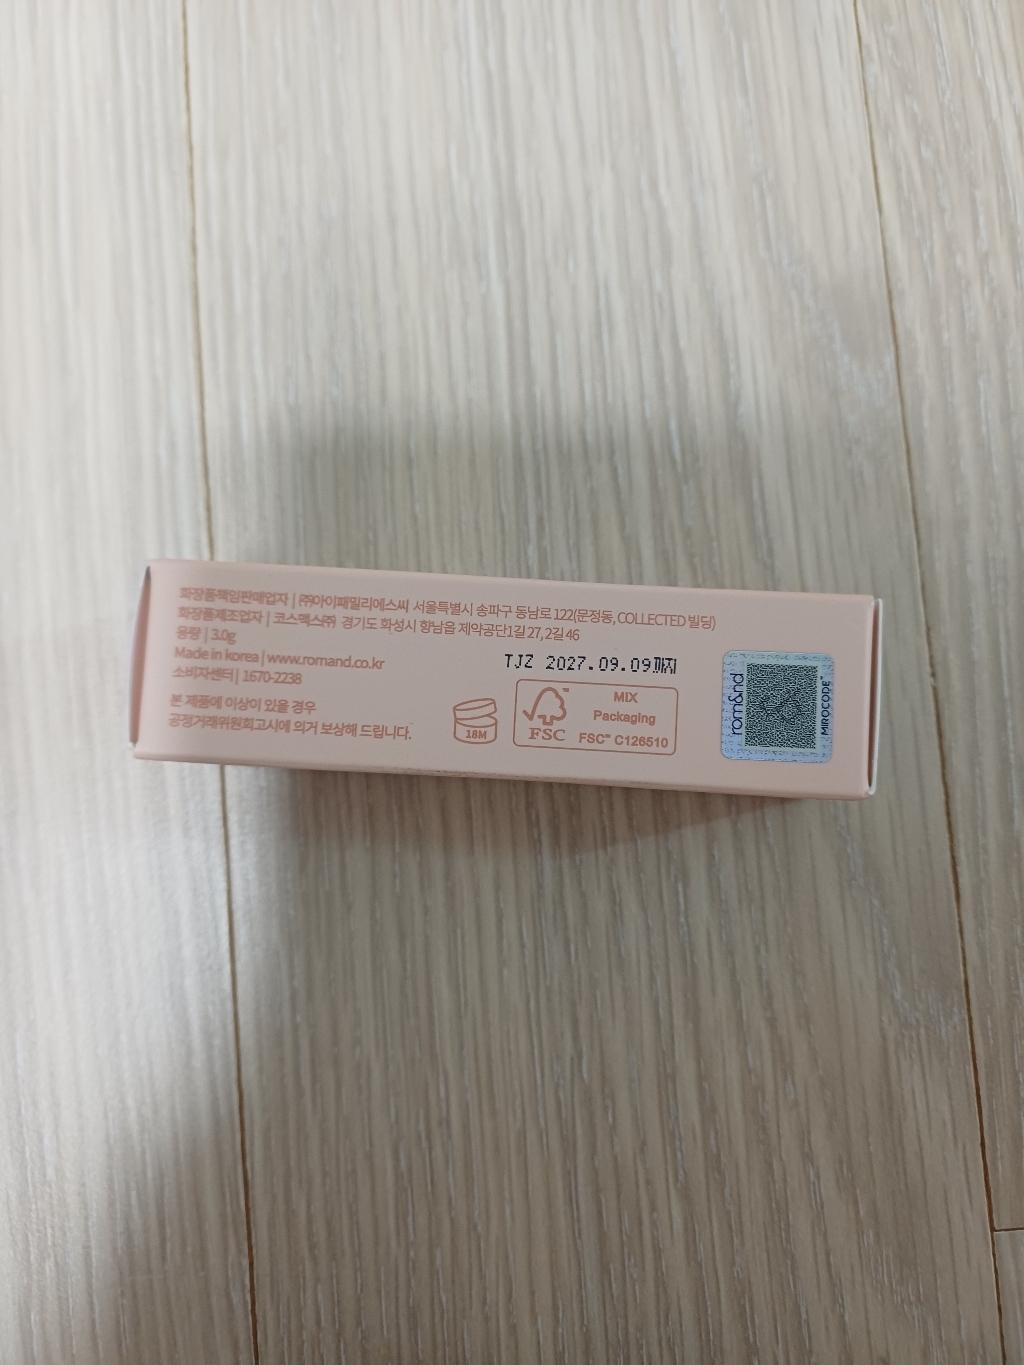 화장품책임판매업자 | ㈜아이패밀리에스씨 서울특별시 송파구 동남로 122(문정동, COLLECTED 빌딩)
화장품제조업자 | 코스맥스㈜ 경기도 화성시 향남읍 제약공단1길 27, 2길 46
용량 | 3.0g
Made in korea | www.romand.co.kr
소비자센터 | 1670-2238
본 제품에 이상이 있을 경우
공정거래위원회고시에 의거 보상해 드립니다.
TJZ 2027.09.09까지
18M
FSC™
MIX
Packaging
FSC™ C126510
rom&nd
MIROCODE™